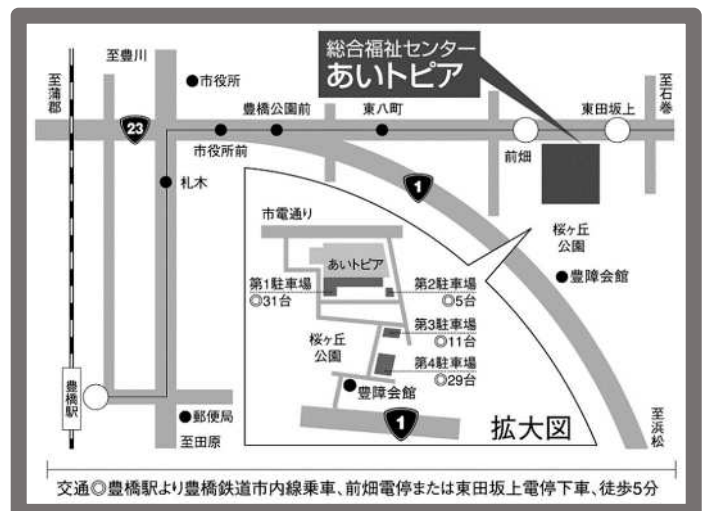 総合福祉センター
あいトピア
至豊川
至蒲郡
市役所
豊橋公園前
東八町
東田坂上
至石巻
23
市役所前
前畑
札木
1
市電通り
桜ヶ丘
公園
あいトピア
第1駐車場
◎31台
第2駐車場
◎5台
豊障会館
第3駐車場
◎11台
桜ヶ丘
公園
第4駐車場
◎29台
豊橋駅
豊障会館
郵便局
1
拡大図
至浜松
至田原
交通◎豊橋駅より豊橋鉄道市内線乗車、前畑電停または東田坂上電停下車、徒歩5分